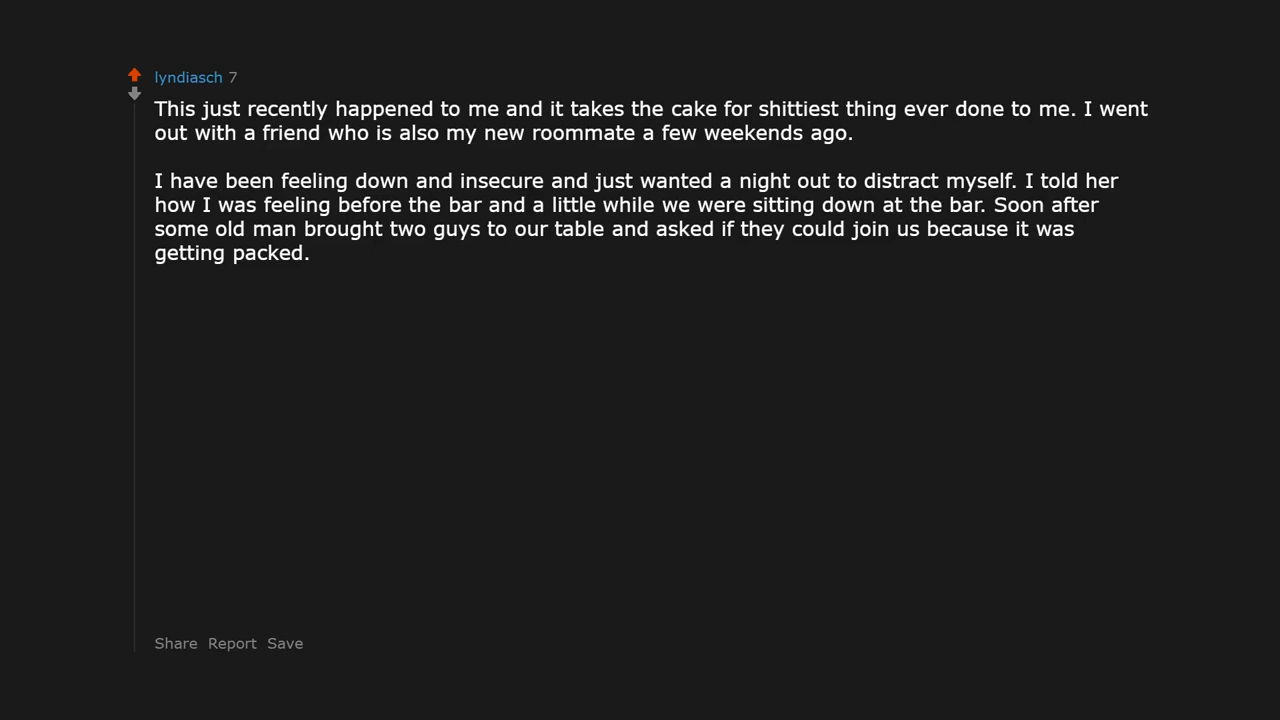 lyndiasch 7
This just recently happened to me and it takes the cake for shittiest thing ever done to me. I went
out with a friend who is also my new roommate a few weekends ago.
I have been feeling down and insecure and just wanted a night out to distract myself. I told her
how I was feeling before the bar and a little while we were sitting down at the bar. Soon after
some old man brought two guys to our table and asked if they could join us because it was
getting packed.
Share Report Save